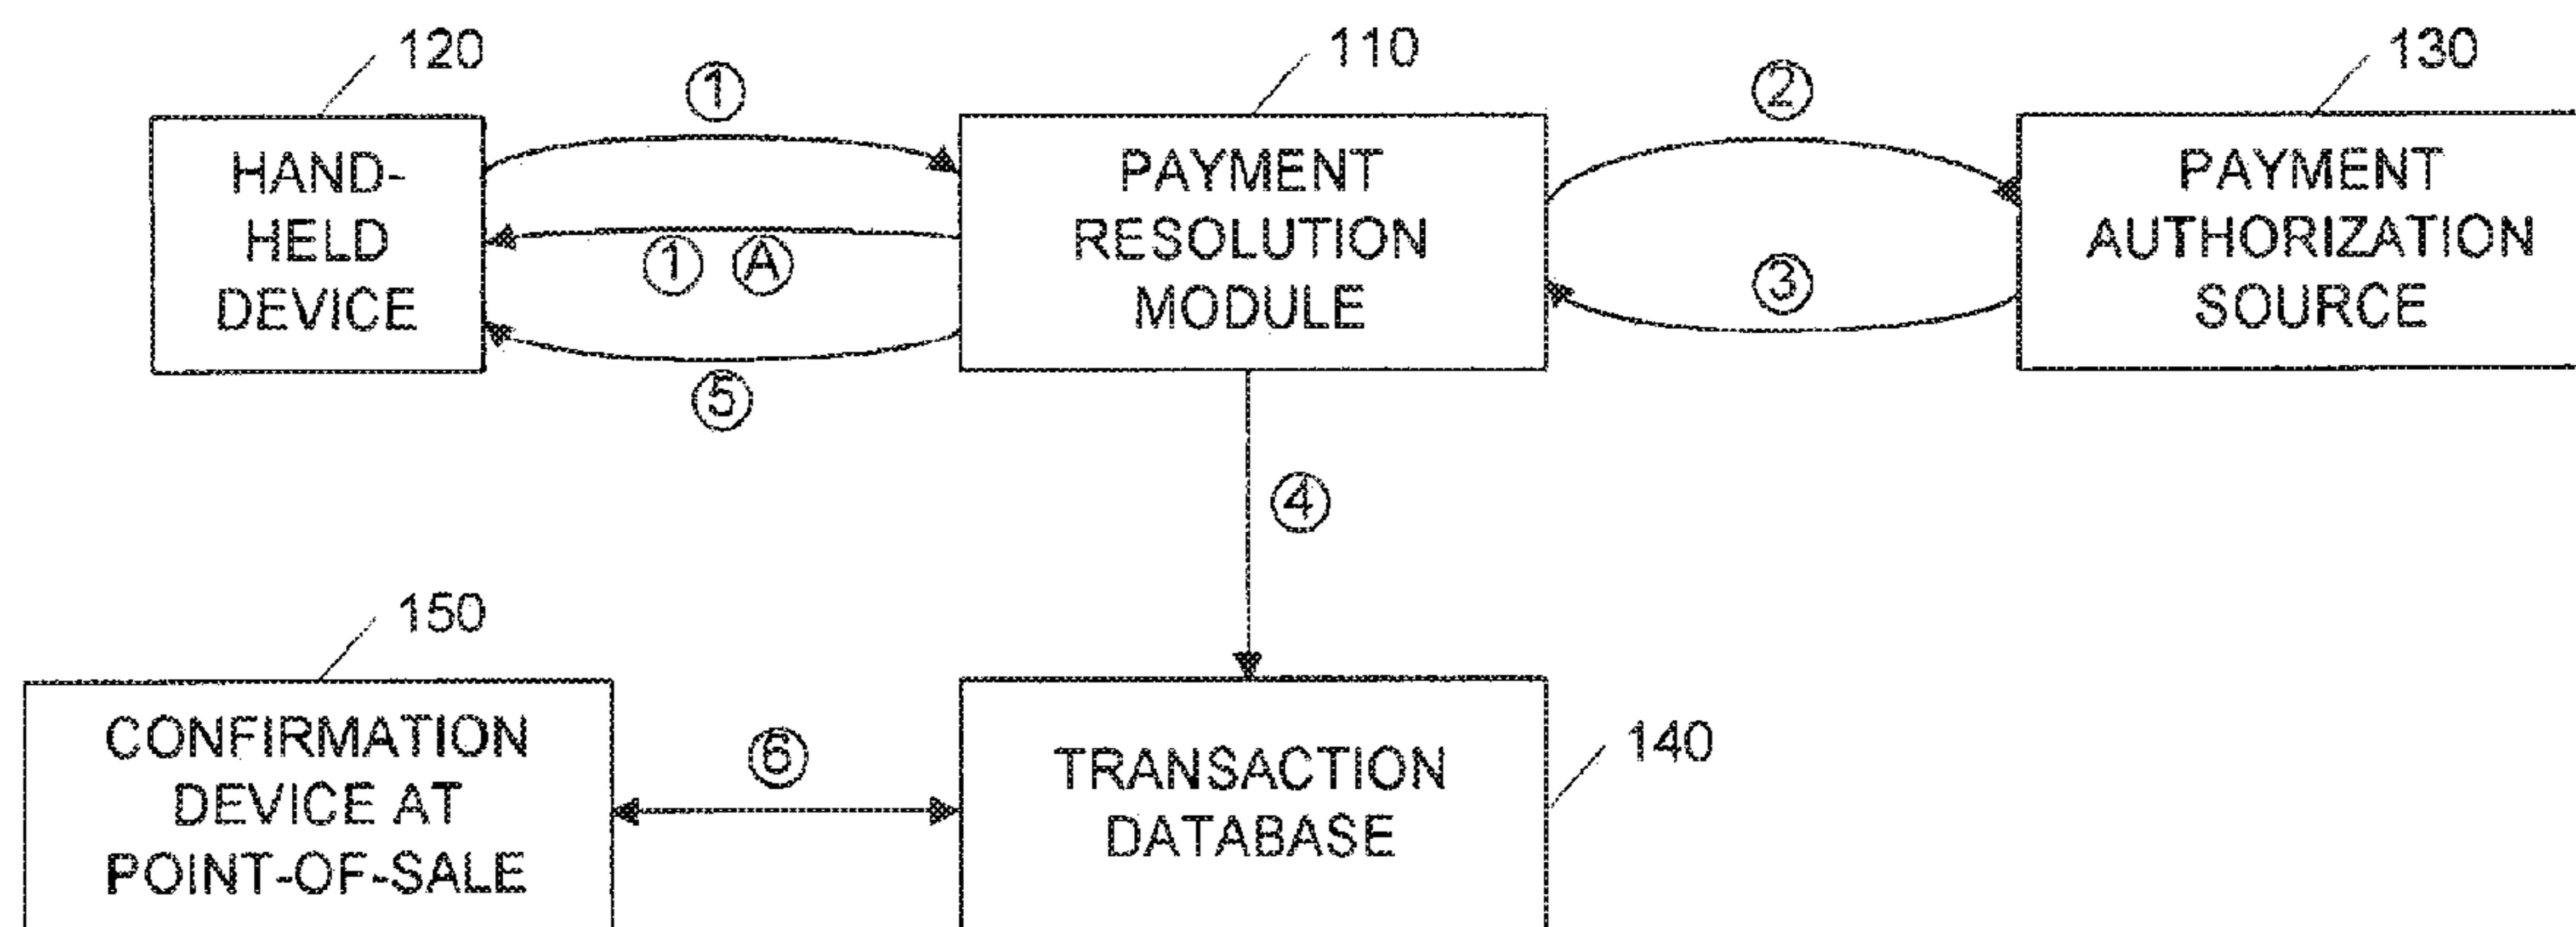 120
110
130
①
②
HAND-
HELD
DEVICE
PAYMENT
RESOLUTION
MODULE
PAYMENT
AUTHORIZATION
SOURCE
① Ⓐ
③
⑤
④
150
CONFIRMATION
DEVICE AT
POINT-OF-SALE
⑥
TRANSACTION
DATABASE
140